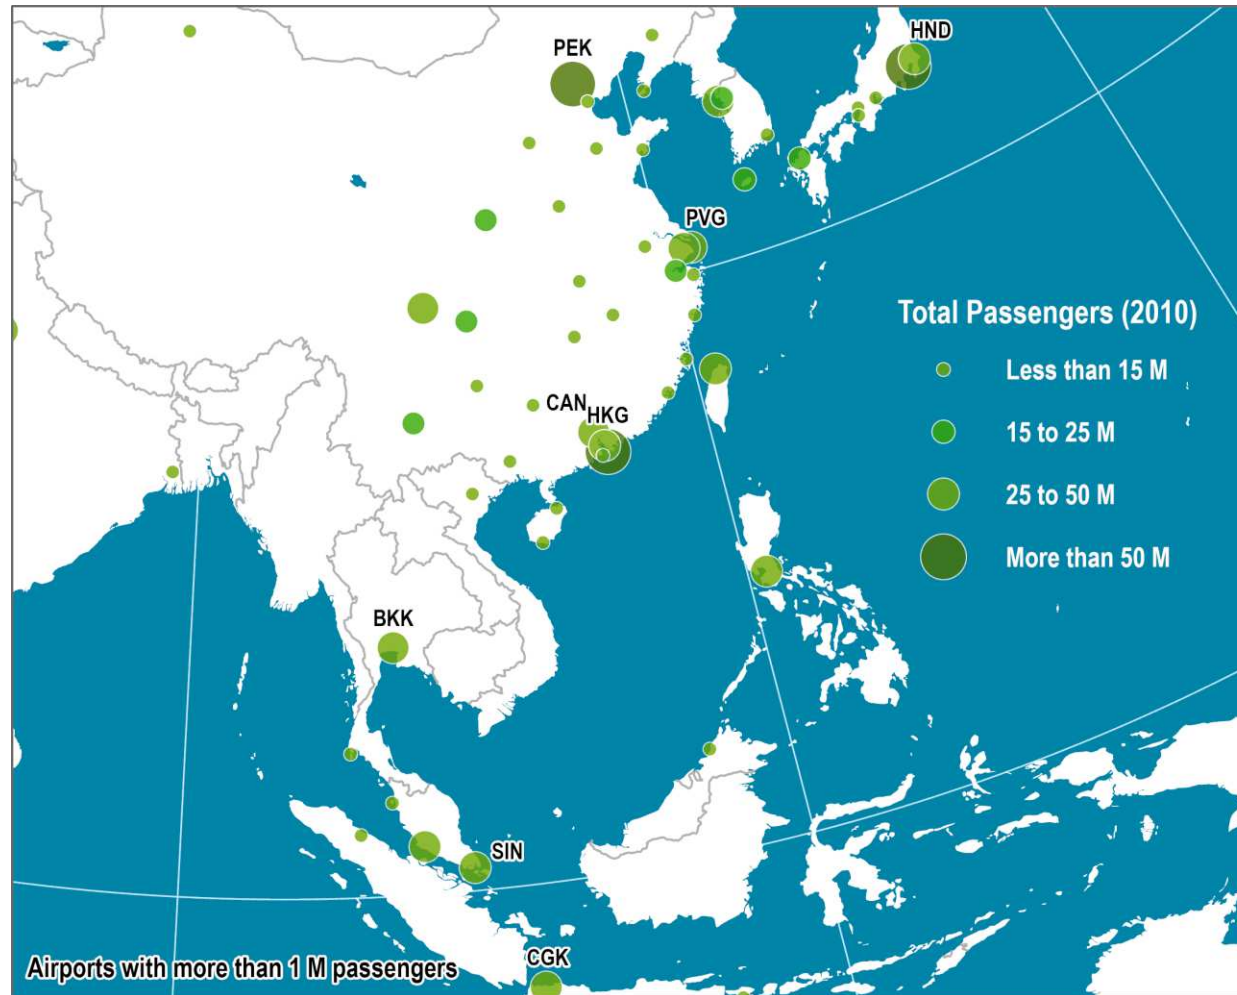 HND
PEK
PVG
Total Passengers (2010)
Less than 15 M
15 to 25 M
25 to 50 M
More than 50 M
CAN
HKG
BKK
SIN
CGK
Airports with more than 1 M passengers